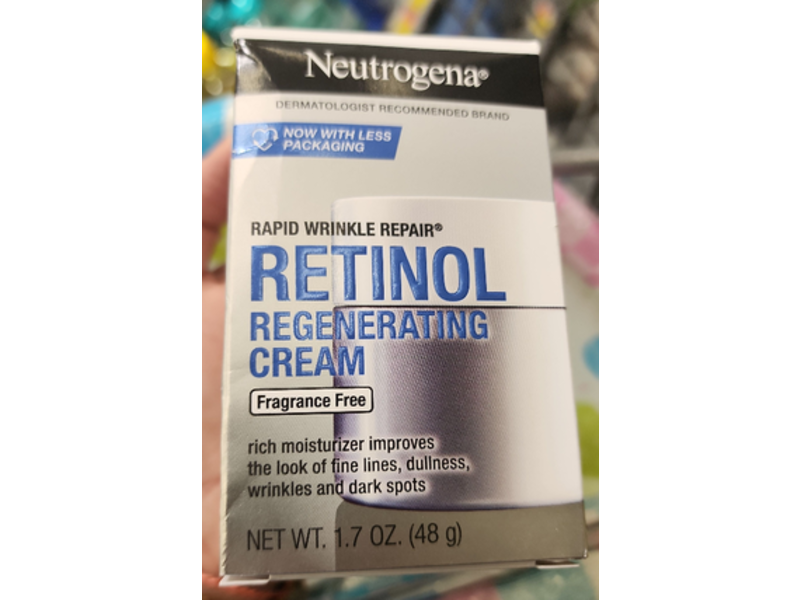 Neutrogena®
DERMATOLOGIST RECOMMENDED BRAND
NOW WITH LESS
PACKAGING
RAPID WRINKLE REPAIR®
RETINOL
REGENERATING
CREAM
Fragrance Free
rich moisturizer improves
the look of fine lines, dullness,
wrinkles and dark spots
NET WT. 1.7 OZ. (48 g)